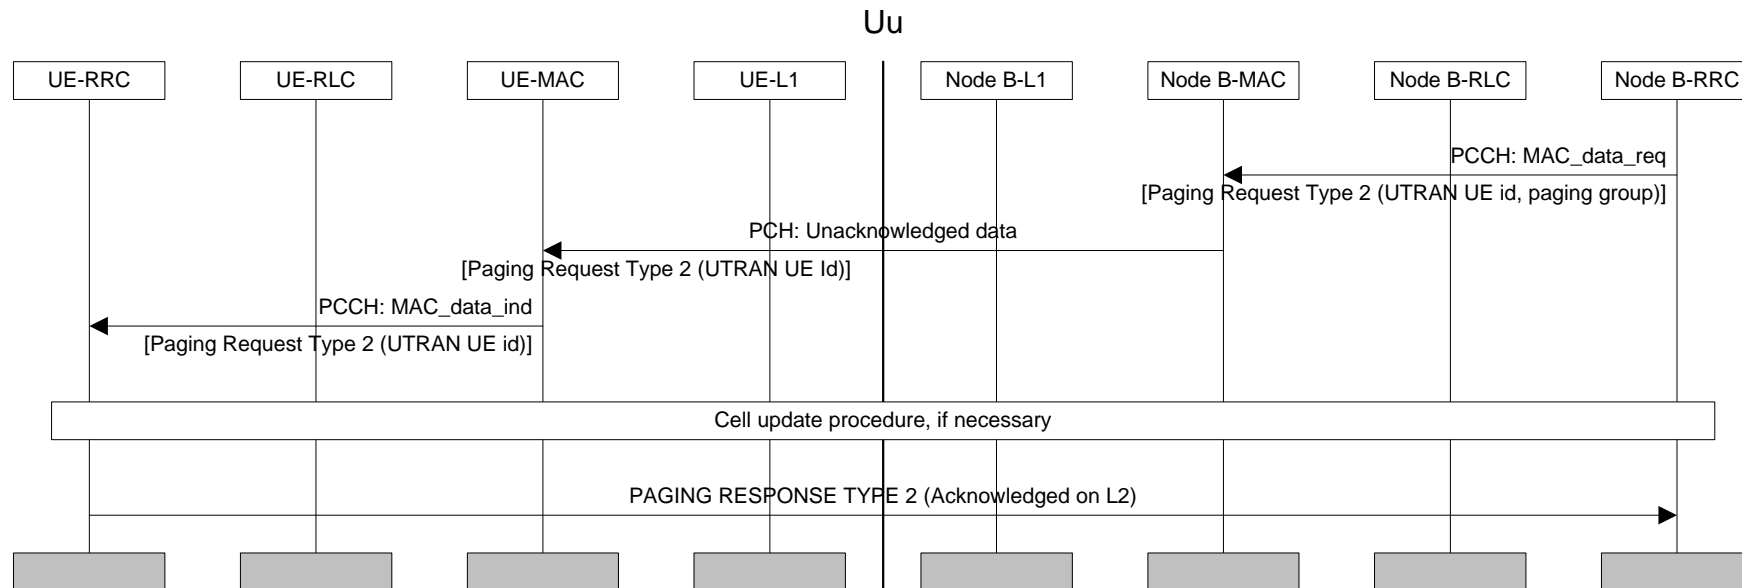 Uu
UE-RRC
UE-RLC
UE-MAC
UE-L1
Node B-L1
Node B-MAC
Node B-RLC
Node B-RRC
PCCH: MAC_data_req
[Paging Request Type 2 (UTRAN UE id, paging group)]
PCH: Unacknowledged data
[Paging Request Type 2 (UTRAN UE Id)]
PCCH: MAC_data_ind
[Paging Request Type 2 (UTRAN UE id)]
Cell update procedure, if necessary
PAGING RESPONSE TYPE 2 (Acknowledged on L2)